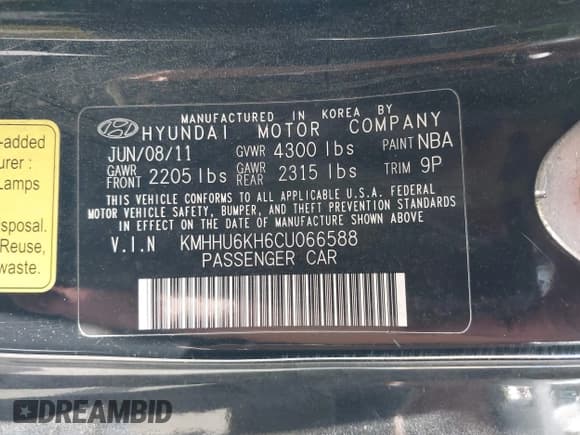 MANUFACTURED IN KOREA BY
HYUNDAI MOTOR COMPANY
JUN/08/11 GVWR 4300 lbs PAINT NBA
GAWR FRONT 2205 lbs GAWR REAR 2315 lbs TRIM 9P
THIS VEHICLE CONFORMS TO ALL APPLICABLE U.S.A. FEDERAL
MOTOR VEHICLE SAFETY, BUMPER, AND THEFT PREVENTION STANDARDS
IN EFFECT ON THE DATE OF MANUFACTURE SHOWN ABOVE.
V.I.N KMHHU6KH6CU066588
PASSENGER CAR
-added
urer :
Lamps
sposal.
Reuse,
waste.
DREAMBID